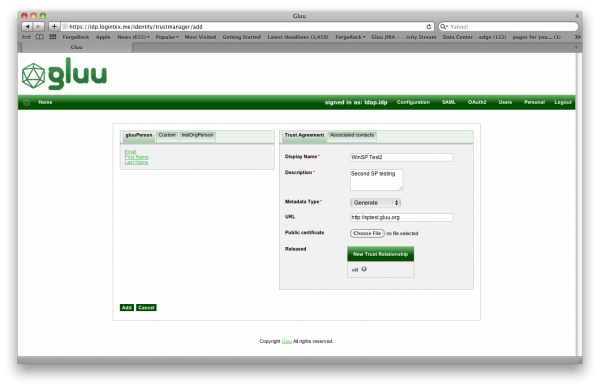 Gluu
https://idp.logintex.me/identity/trustmanager/add
Yahoo!
ForgeRock Apple News (655) Popular Most Visited Getting Started Latest Headlines (1,459) ForgeRock Gluu JIRA - ...ivity Stream Data Center ...edge (122) pages for you... (1)
Gluu
gluu
Home signed in as: ldap.idp Configuration SAML OAuth2 Users Personal Logout
gluuPerson Custom inetOrgPerson
Email
First Name
Last Name
Trust Agreement Associated contacts
Display Name* WinSP Test2
Description* Second SP testing
Metadata Type* Generate
URL http://sptest.gluu.org
Public certificate Choose File no file selected
Released New Trust Relationship
uid
Add Cancel
Copyright Gluu All rights reserved.